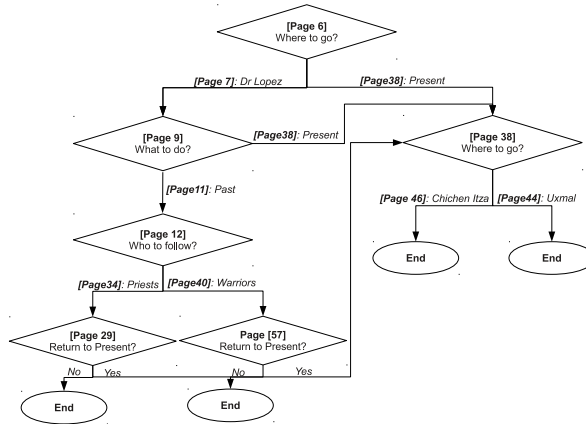 [Page 6]
Where to go?
[Page 7]: Dr Lopez
[Page38]: Present
[Page 9]
What to do?
[Page38]: Present
[Page 38]
Where to go?
[Page11]: Past
[Page 46]: Chichen Itza
[Page44]: Uxmal
[Page 12]
Who to follow?
End
End
[Page34]: Priests
[Page40]: Warriors
[Page 29]
Return to Present?
Page [57]
Return to Present?
No
Yes
No
Yes
End
End